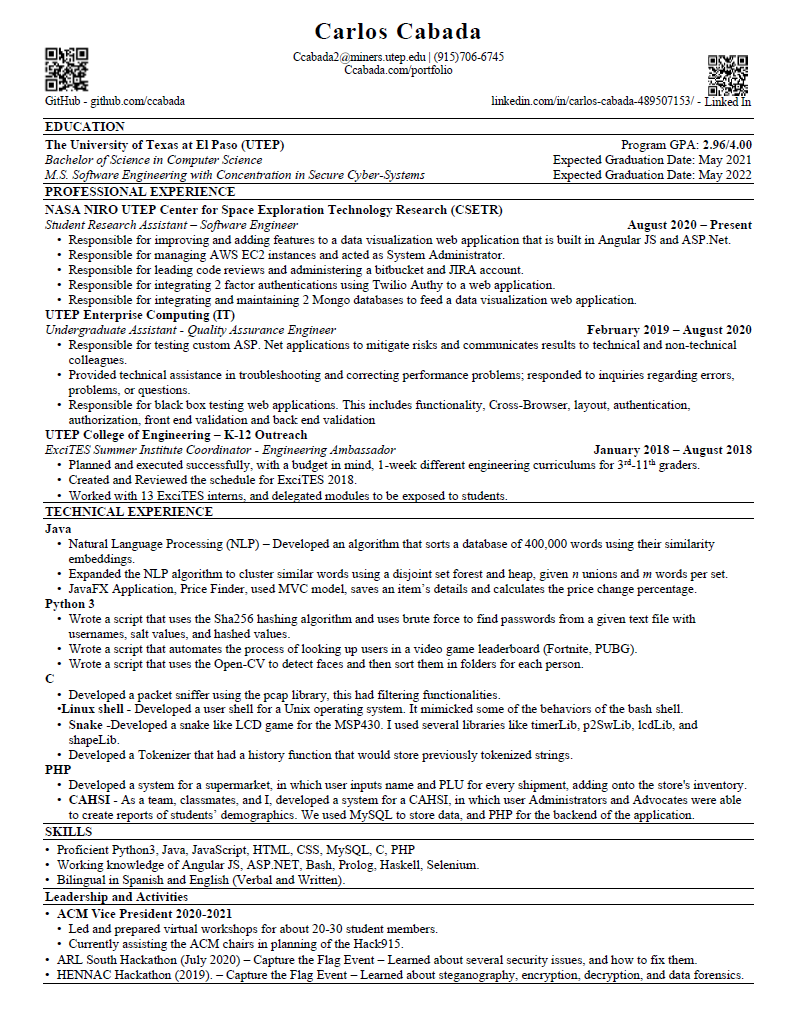 Carlos Cabada
Ccabada2@miners.utep.edu | (915)706-6745
Ccabada.com/portfolio
GitHub - github.com/ccabada linkedin.com/in/carlos-cabada-489507153/ - Linked In
EDUCATION
The University of Texas at El Paso (UTEP) Program GPA: 2.96/4.00
Bachelor of Science in Computer Science Expected Graduation Date: May 2021
M.S. Software Engineering with Concentration in Secure Cyber-Systems Expected Graduation Date: May 2022
PROFESSIONAL EXPERIENCE
NASA NIRO UTEP Center for Space Exploration Technology Research (CSETR)
Student Research Assistant – Software Engineer August 2020 – Present
• Responsible for improving and adding features to a data visualization web application that is built in Angular JS and ASP.Net.
• Responsible for managing AWS EC2 instances and acted as System Administrator.
• Responsible for leading code reviews and administering a bitbucket and JIRA account.
• Responsible for integrating 2 factor authentications using Twilio Authy to a web application.
• Responsible for integrating and maintaining 2 Mongo databases to feed a data visualization web application.
UTEP Enterprise Computing (IT)
Undergraduate Assistant - Quality Assurance Engineer February 2019 – August 2020
• Responsible for testing custom ASP. Net applications to mitigate risks and communicates results to technical and non-technical
colleagues.
• Provided technical assistance in troubleshooting and correcting performance problems; responded to inquiries regarding errors,
problems, or questions.
• Responsible for black box testing web applications. This includes functionality, Cross-Browser, layout, authentication,
authorization, front end validation and back end validation
UTEP College of Engineering – K-12 Outreach
ExciTES Summer Institute Coordinator - Engineering Ambassador January 2018 – August 2018
• Planned and executed successfully, with a budget in mind, 1-week different engineering curriculums for 3rd-11th graders.
• Created and Reviewed the schedule for ExciTES 2018.
• Worked with 13 ExciTES interns, and delegated modules to be exposed to students.
TECHNICAL EXPERIENCE
Java
• Natural Language Processing (NLP) – Developed an algorithm that sorts a database of 400,000 words using their similarity
embeddings.
• Expanded the NLP algorithm to cluster similar words using a disjoint set forest and heap, given n unions and m words per set.
• JavaFX Application, Price Finder, used MVC model, saves an item’s details and calculates the price change percentage.
Python 3
• Wrote a script that uses the Sha256 hashing algorithm and uses brute force to find passwords from a given text file with
usernames, salt values, and hashed values.
• Wrote a script that automates the process of looking up users in a video game leaderboard (Fortnite, PUBG).
• Wrote a script that uses the Open-CV to detect faces and then sort them in folders for each person.
C
• Developed a packet sniffer using the pcap library, this had filtering functionalities.
•Linux shell - Developed a user shell for a Unix operating system. It mimicked some of the behaviors of the bash shell.
• Snake -Developed a snake like LCD game for the MSP430. I used several libraries like timerLib, p2SwLib, lcdLib, and
shapeLib.
• Developed a Tokenizer that had a history function that would store previously tokenized strings.
PHP
• Developed a system for a supermarket, in which user inputs name and PLU for every shipment, adding onto the store's inventory.
• CAHSI - As a team, classmates, and I, developed a system for a CAHSI, in which user Administrators and Advocates were able
to create reports of students’ demographics. We used MySQL to store data, and PHP for the backend of the application.
SKILLS
• Proficient Python3, Java, JavaScript, HTML, CSS, MySQL, C, PHP
• Working knowledge of Angular JS, ASP.NET, Bash, Prolog, Haskell, Selenium.
• Bilingual in Spanish and English (Verbal and Written).
Leadership and Activities
• ACM Vice President 2020-2021
• Led and prepared virtual workshops for about 20-30 student members.
• Currently assisting the ACM chairs in planning of the Hack915.
• ARL South Hackathon (July 2020) – Capture the Flag Event – Learned about several security issues, and how to fix them.
• HENNAC Hackathon (2019). – Capture the Flag Event – Learned about steganography, encryption, decryption, and data forensics.